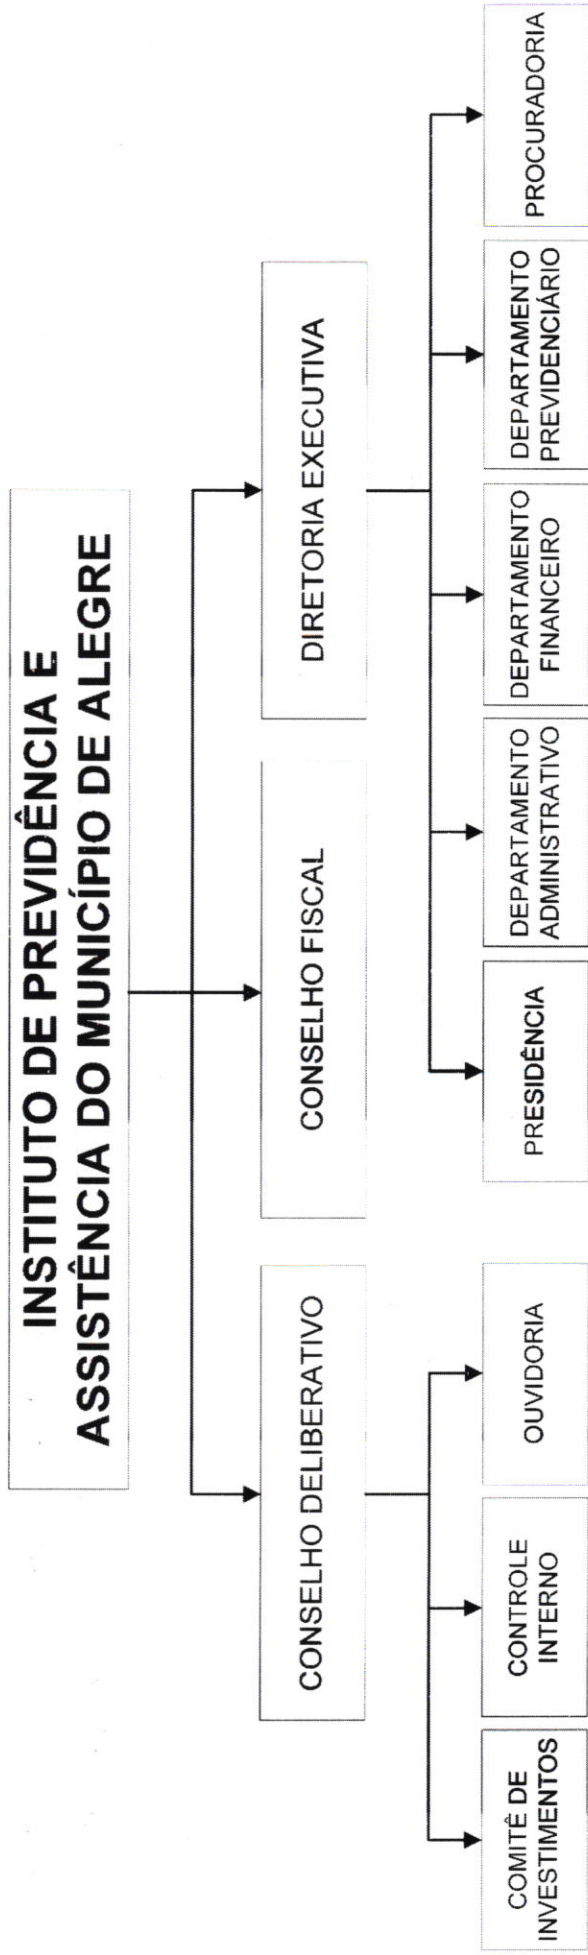 INSTITUTO DE PREVIDÊNCIA E
ASSISTÊNCIA DO MUNICÍPIO DE ALEGRE
CONSELHO DELIBERATIVO
CONSELHO FISCAL
DIRETORIA EXECUTIVA
COMITÊ DE
INVESTIMENTOS
CONTROLE
INTERNO
OUVIDORIA
PRESIDÊNCIA
DEPARTAMENTO
ADMINISTRATIVO
DEPARTAMENTO
FINANCEIRO
DEPARTAMENTO
PREVIDENCIÁRIO
PROCURADORIA